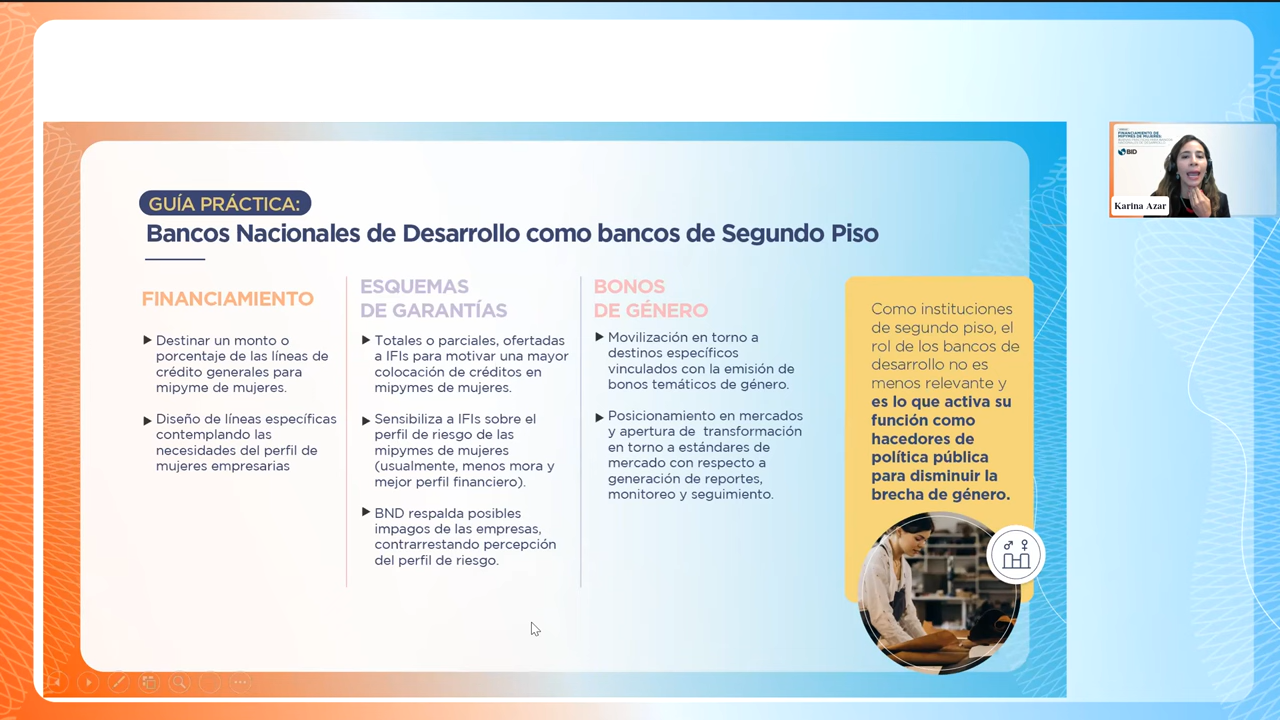 GUÍA PRÁCTICA:
Bancos Nacionales de Desarrollo como bancos de Segundo Piso
FINANCIAMIENTO
Destinar un monto o
porcentaje de las líneas de
crédito generales para
mipyme de mujeres.
Diseño de líneas específicas
contemplando las
necesidades del perfil de
mujeres empresarias
ESQUEMAS
DE GARANTÍAS
Totales o parciales, ofertadas
a IFIs para motivar una mayor
colocación de créditos en
mipymes de mujeres.
Sensibiliza a IFIs sobre el
perfil de riesgo de las
mipymes de mujeres
(usualmente, menos mora y
mejor perfil financiero).
BND respalda posibles
impagos de las empresas,
contrarrestando percepción
del perfil de riesgo.
BONOS
DE GÉNERO
Movilización en torno a
destinos específicos
vinculados con la emisión de
bonos temáticos de género.
Posicionamiento en mercados
y apertura de transformación
en torno a estándares de
mercado con respecto a
generación de reportes,
monitoreo y seguimiento.
Como instituciones
de segundo piso, el
rol de los bancos de
desarrollo no es
menos relevante y
es lo que activa su
función como
hacedores de
política pública
para disminuir la
brecha de género.
FINANCIAMIENTO DE
MIPYMES DE MUJERES:
BID
Karina Azar